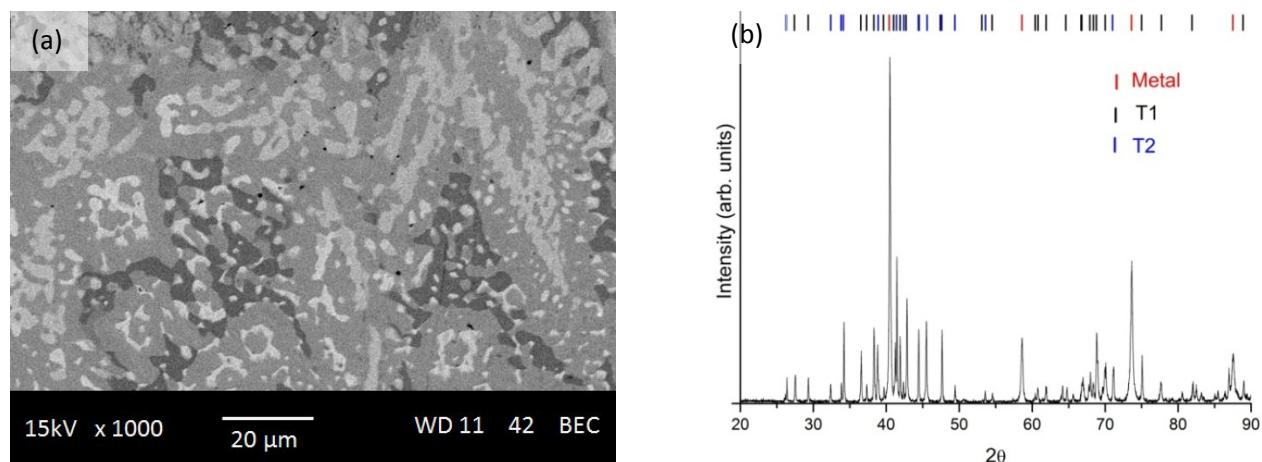 (a)
15kV x 1000
20 µm
WD 11 42 BEC
(b)
Metal
T1
T2
Intensity (arb. units)
20 30 40 50 60 70 80 90
2θ